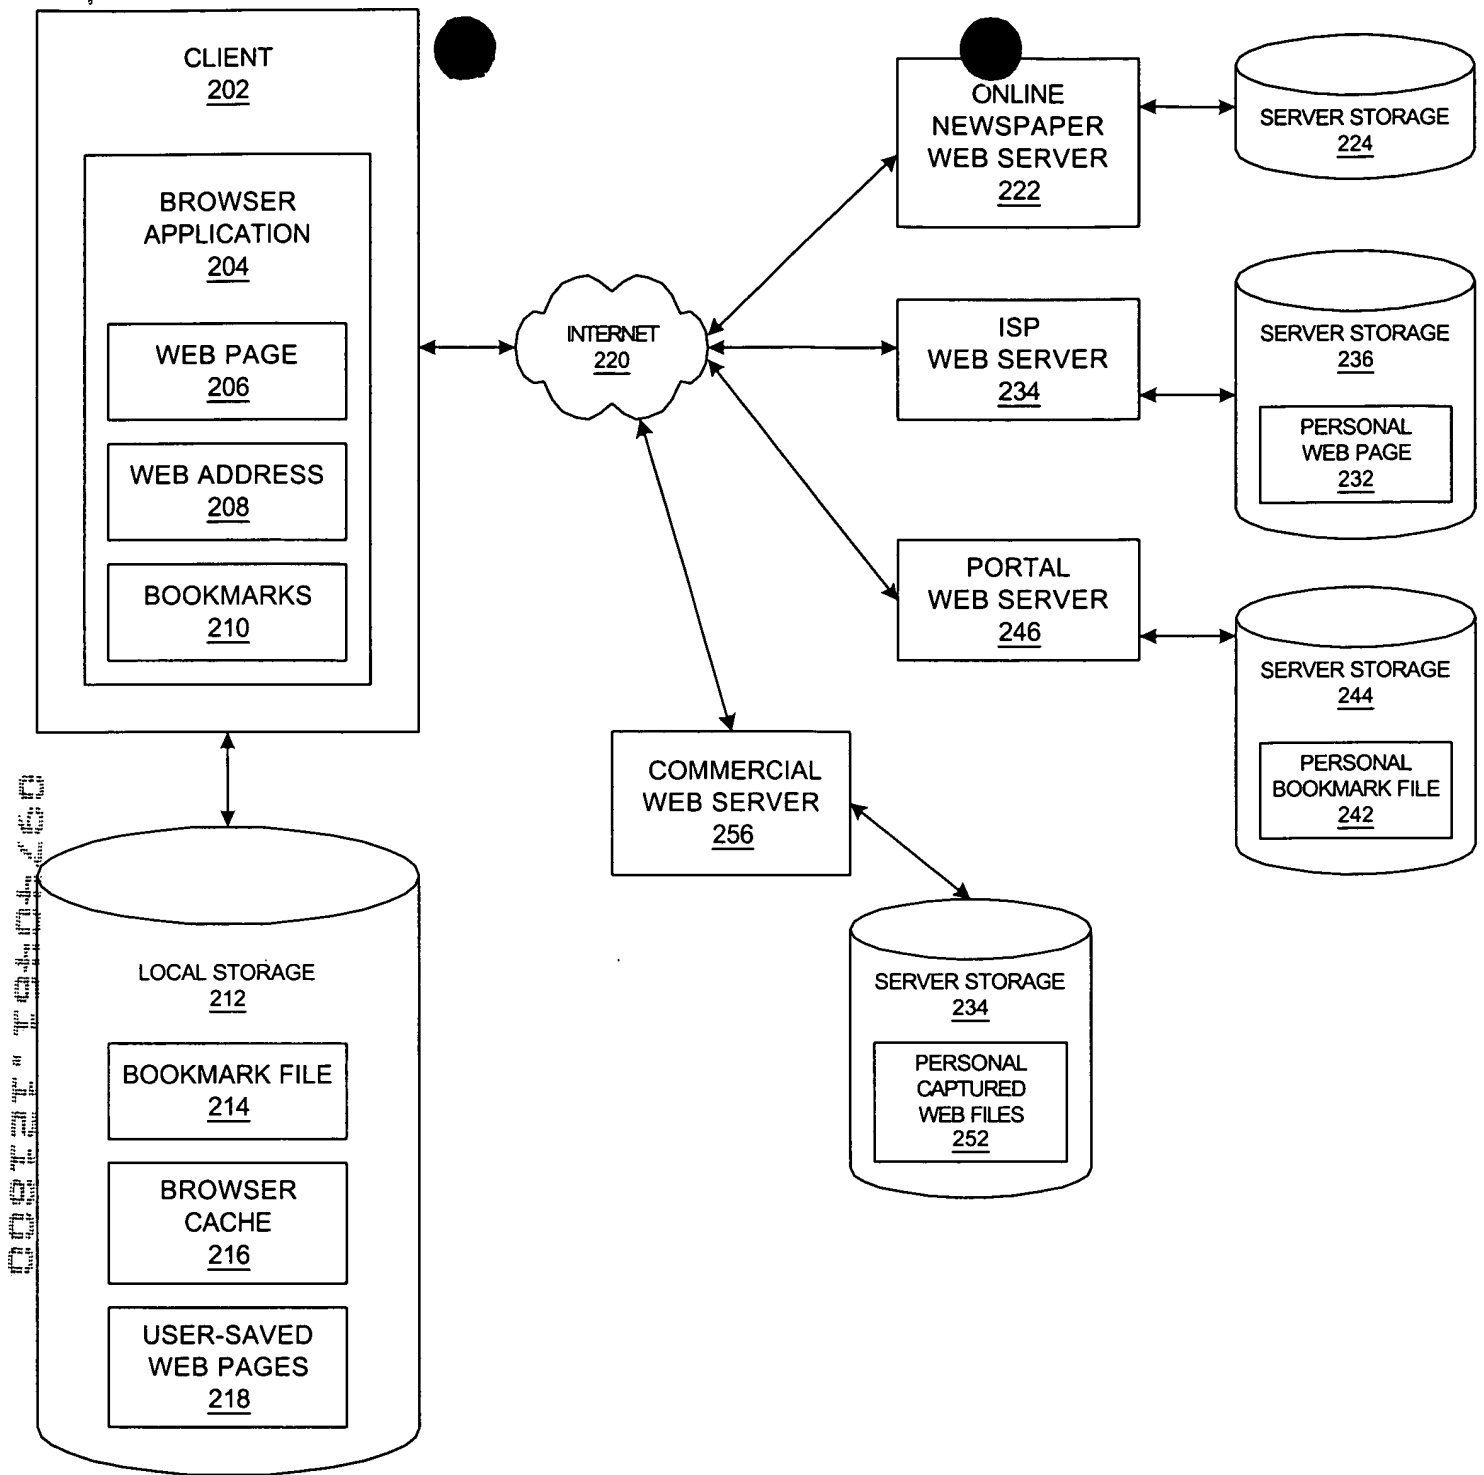 CLIENT
202
BROWSER
APPLICATION
204
WEB PAGE
206
WEB ADDRESS
208
BOOKMARKS
210
LOCAL STORAGE
212
BOOKMARK FILE
214
BROWSER
CACHE
216
USER-SAVED
WEB PAGES
218
INTERNET
220
ONLINE
NEWSPAPER
WEB SERVER
222
SERVER STORAGE
224
ISP
WEB SERVER
234
SERVER STORAGE
236
PERSONAL
WEB PAGE
232
PORTAL
WEB SERVER
246
SERVER STORAGE
244
PERSONAL
BOOKMARK FILE
242
COMMERCIAL
WEB SERVER
256
SERVER STORAGE
234
PERSONAL
CAPTURED
WEB FILES
252